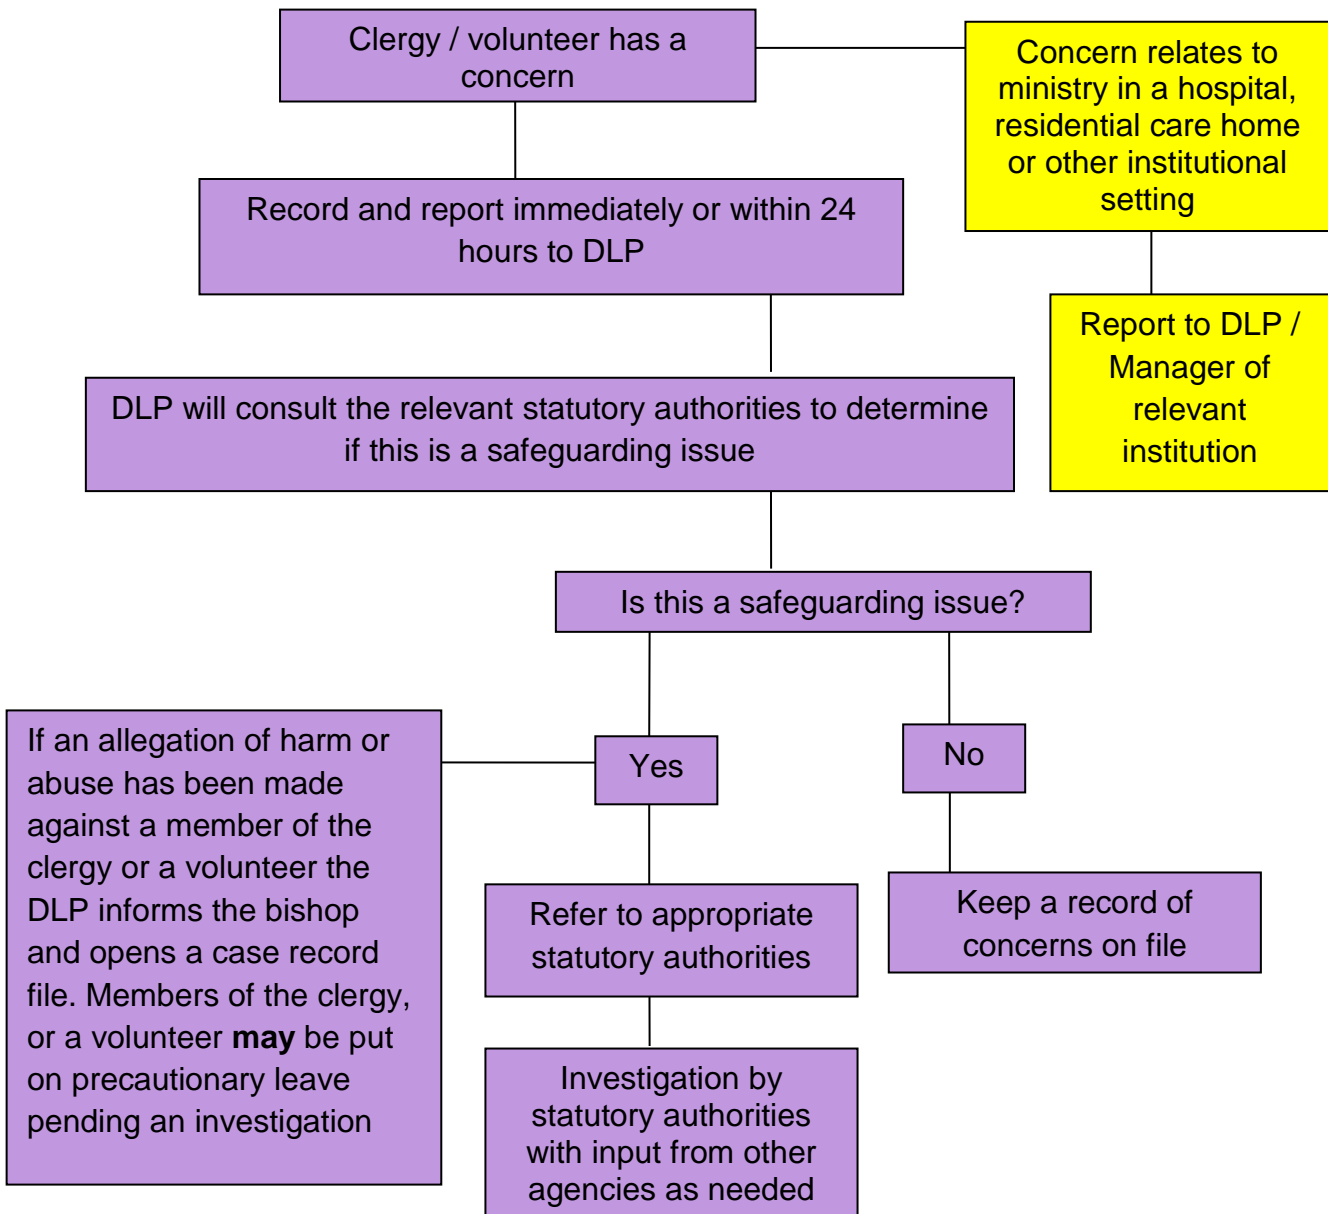 Clergy / volunteer has a
concern
Concern relates to
ministry in a hospital,
residential care home
or other institutional
setting
Record and report immediately or within 24
hours to DLP
Report to DLP /
Manager of
relevant
institution
DLP will consult the relevant statutory authorities to determine
if this is a safeguarding issue
Is this a safeguarding issue?
If an allegation of harm or
abuse has been made
against a member of the
clergy or a volunteer the
DLP informs the bishop
and opens a case record
file. Members of the clergy,
or a volunteer may be put
on precautionary leave
pending an investigation
Yes
No
Refer to appropriate
statutory authorities
Keep a record of
concerns on file
Investigation by
statutory authorities
with input from other
agencies as needed